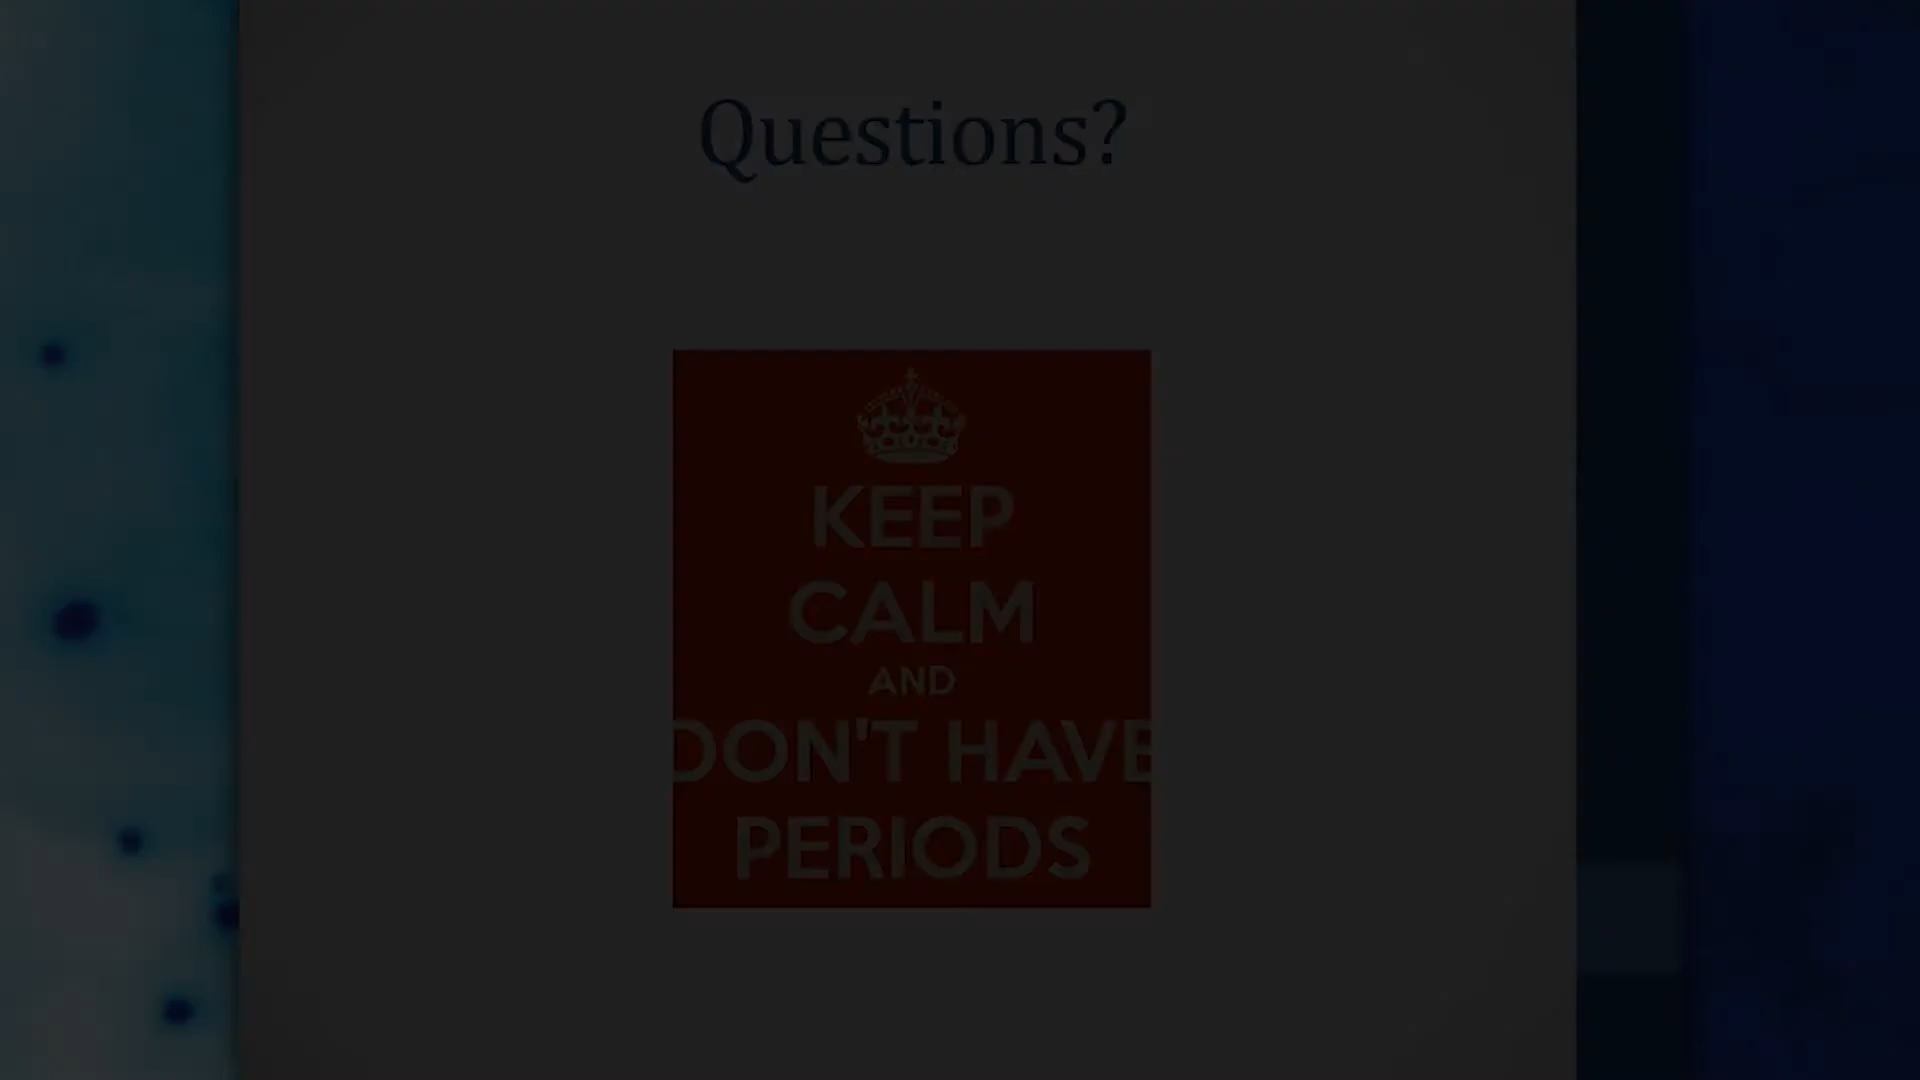 Questions?
KEEP
CALM
AND
DON'T HAVE
PERIODS